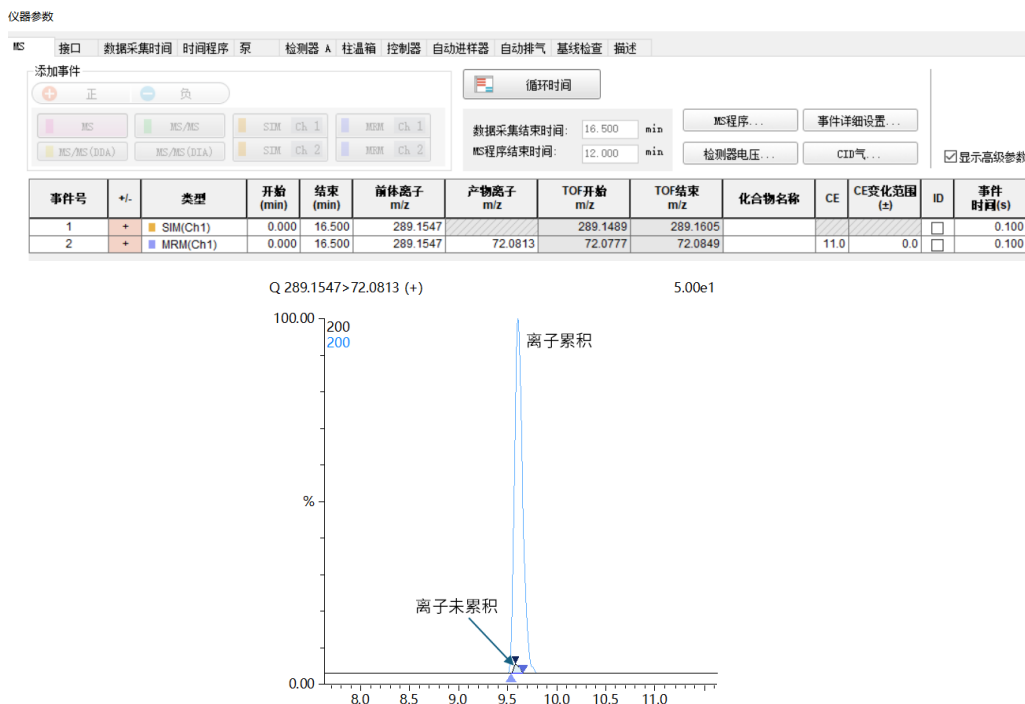 仪器参数
MS 接口 数据采集时间 时间程序 泵 检测器 A 柱温箱 控制器 自动进样器 自动排气 基线检查 描述
添加事件
正 负
循环时间
MS MS/MS SIM Ch 1 MRM Ch 1
MS/MS(DDA) MS/MS(DIA) SIM Ch 2 MRM Ch 2
数据采集结束时间: 16.500 min
MS程序结束时间: 12.000 min
MS程序... 事件详细设置...
检测器电压... CID气...
显示高级参数
事件号 +/- 类型 开始 (min) 结束 (min) 前体离子 m/z 产物离子 m/z TOF开始 m/z TOF结束 m/z 化合物名称 CE CE变化范围 (±) ID 事件 时间(s)
1 + SIM(Ch1) 0.000 16.500 289.1547 289.1489 289.1605 0.100
2 + MRM(Ch1) 0.000 16.500 289.1547 72.0813 72.0777 72.0849 11.0 0.0 0.100
Q 289.1547>72.0813 (+) 5.00e1
100.00
200
200
离子累积
%
离子未累积
0.00
8.0 8.5 9.0 9.5 10.0 10.5 11.0